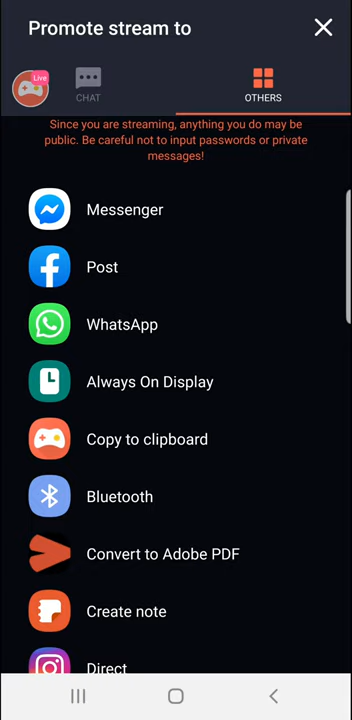 Promote stream to
Live
CHAT
OTHERS
Since you are streaming, anything you do may be
public. Be careful not to input passwords or private
messages!
Messenger
Post
WhatsApp
Always On Display
Copy to clipboard
Bluetooth
Convert to Adobe PDF
Create note
Direct